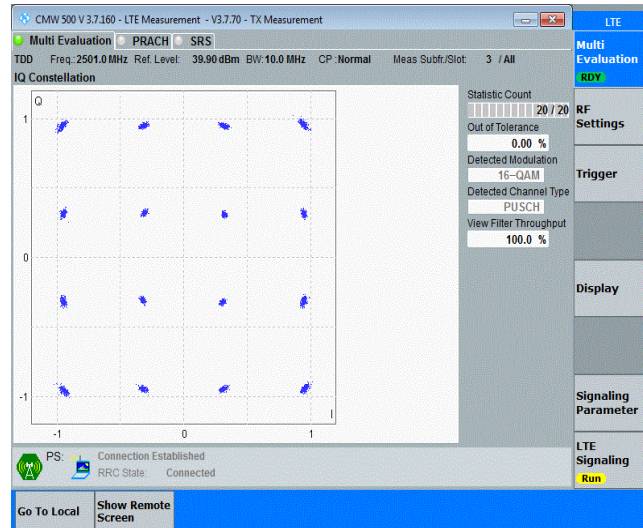 CMW 500 V 3.7.160 - LTE Measurement  - V3.7.70 - TX Measurement
LTE
Multi Evaluation PRACH SRS
TDD Freq.: 2501.0 MHz Ref. Level: 39.90 dBm BW: 10.0 MHz CP : Normal Meas Subfr./Slot: 3 / All
IQ Constellation
Q
1
0
-1
-1
0
1
I
Statistic Count
20 / 20
Out of Tolerance
0.00 %
Detected Modulation
16-QAM
Detected Channel Type
PUSCH
View Filter Throughput
100.0 %
PS:
Connection Established
RRC State: Connected
Multi
Evaluation
RDY
RF
Settings
Trigger
Display
Signaling
Parameter
LTE
Signaling
Run
Go To Local
Show Remote
Screen